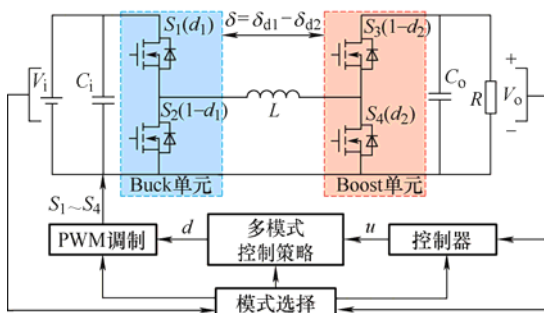 S₁(d₁)
δ=δd1−δd2
S₃(1−d₂)
Vᵢ
Cᵢ
S₂(1−d₁)
L
S₄(d₂)
Cₒ
R
+
Vₒ
−
Buck单元
Boost单元
S₁~S₄
PWM调制
d
多模式
控制策略
u
控制器
模式选择